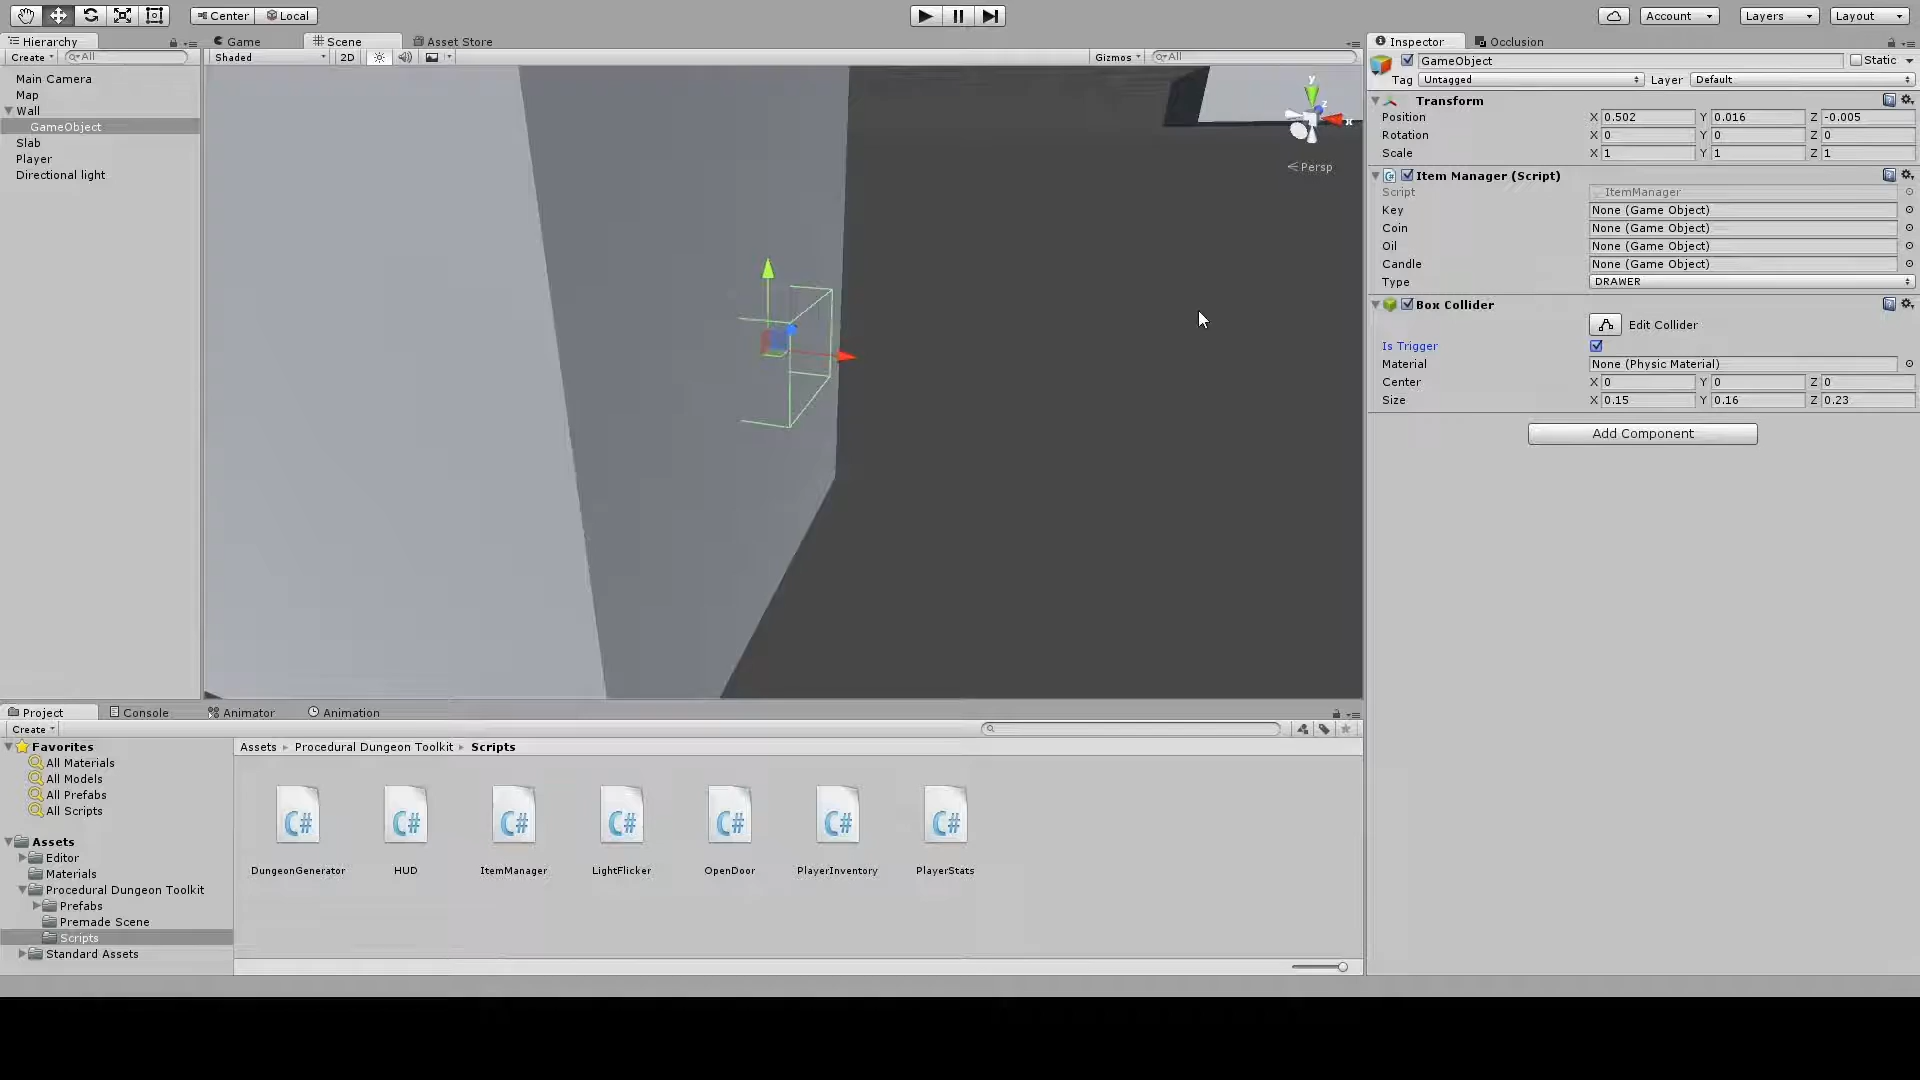 Center Local Account Layers Layout
Hierarchy Game Scene Asset Store Inspector Occlusion
Create All Shaded 2D Gizmos All GameObject Static
Tag Untagged Layer Default
Main Camera
Map
Wall
GameObject
Slab
Player
Directional light
y
z
x
Persp
Transform
Position X 0.502 Y 0.016 Z -0.005
Rotation X 0 Y 0 Z 0
Scale X 1 Y 1 Z 1
Item Manager (Script)
Script ItemManager
Key None (Game Object)
Coin None (Game Object)
Oil None (Game Object)
Candle None (Game Object)
Type DRAWER
Box Collider
Edit Collider
Is Trigger
Material None (Physic Material)
Center X 0 Y 0 Z 0
Size X 0.15 Y 0.16 Z 0.23
Add Component
Project Console Animator Animation
Create
Favorites
All Materials
All Models
All Prefabs
All Scripts
Assets
Editor
Materials
Procedural Dungeon Toolkit
Prefabs
Premade Scene
Scripts
Standard Assets
Assets Procedural Dungeon Toolkit Scripts
C# C# C# C# C# C# C#
DungeonGenerator HUD ItemManager LightFlicker OpenDoor PlayerInventory PlayerStats